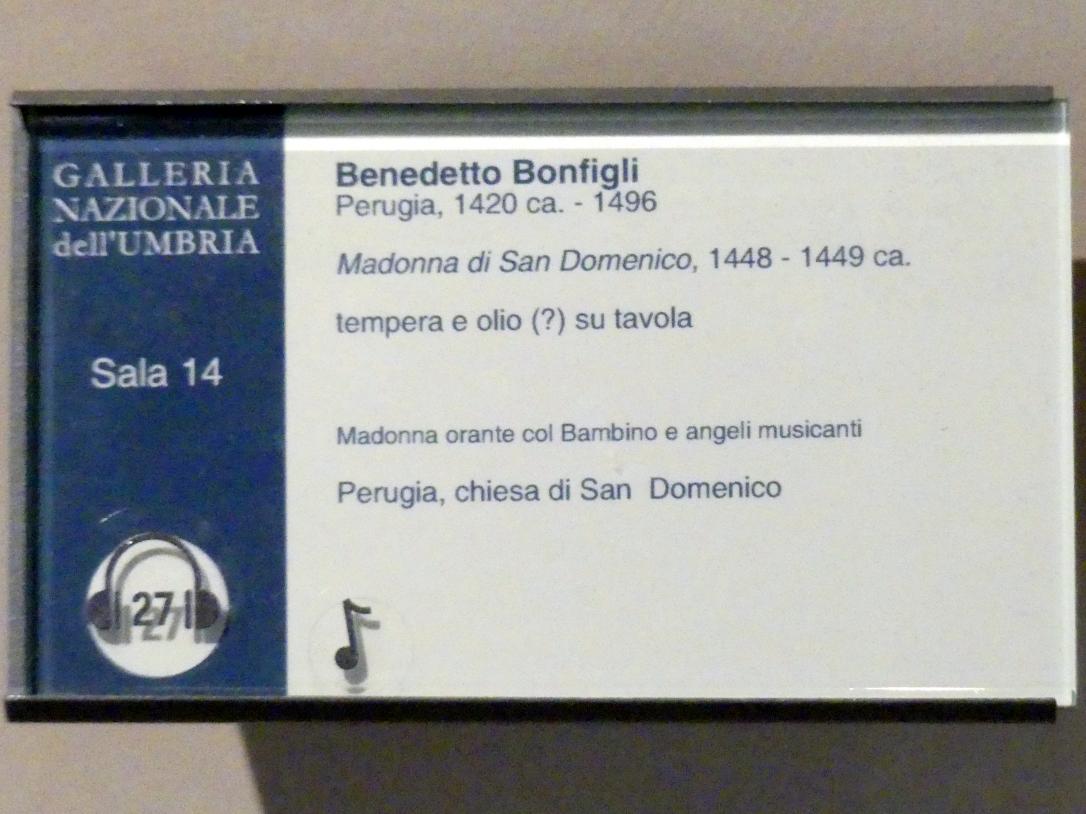 GALLERIA
NAZIONALE
dell'UMBRIA
Sala 14
27
Benedetto Bonfigli
Perugia, 1420 ca. - 1496
Madonna di San Domenico, 1448 - 1449 ca.
tempera e olio (?) su tavola
Madonna orante col Bambino e angeli musicanti
Perugia, chiesa di San Domenico